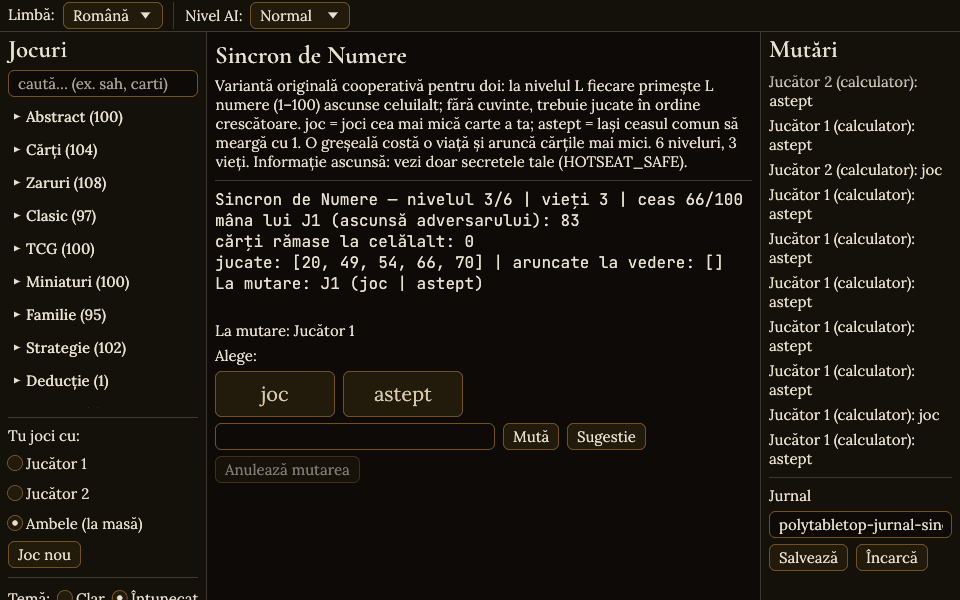 Limbă: Română ▼ Nivel AI: Normal ▼
Jocuri
caută... (ex. sah, carti)
▸ Abstract (100)
▸ Cărți (104)
▸ Zaruri (108)
▸ Clasic (97)
▸ TCG (100)
▸ Miniaturi (100)
▸ Familie (95)
▸ Strategie (102)
▸ Deducție (1)
Tu joci cu:
Jucător 1
Jucător 2
Ambele (la masă)
Joc nou
Temă: Clar Întunecat
Sincron de Numere
Variantă originală cooperativă pentru doi: la nivelul L fiecare primește L
numere (1–100) ascunse celuilalt; fără cuvinte, trebuie jucate în ordine
crescătoare. joc = joci cea mai mică carte a ta; astept = lași ceasul comun să
meargă cu 1. O greșeală costă o viață și aruncă cărțile mai mici. 6 niveluri, 3
vieți. Informație ascunsă: vezi doar secretele tale (HOTSEAT_SAFE).
Sincron de Numere — nivelul 3/6 | vieți 3 | ceas 66/100
mâna lui J1 (ascunsă adversarului): 83
cărți rămase la celălalt: 0
jucate: [20, 49, 54, 66, 70] | aruncate la vedere: []
La mutare: J1 (joc | astept)
La mutare: Jucător 1
Alege:
joc astept
Mută Sugestie
Anulează mutarea
Mutări
Jucător 2 (calculator):
astept
Jucător 1 (calculator):
astept
Jucător 2 (calculator): joc
Jucător 1 (calculator):
astept
Jucător 1 (calculator):
astept
Jucător 1 (calculator):
astept
Jucător 1 (calculator):
astept
Jucător 1 (calculator):
astept
Jucător 1 (calculator): joc
Jucător 1 (calculator):
astept
Jurnal
polytabletop-jurnal-sin
Salvează Încarcă